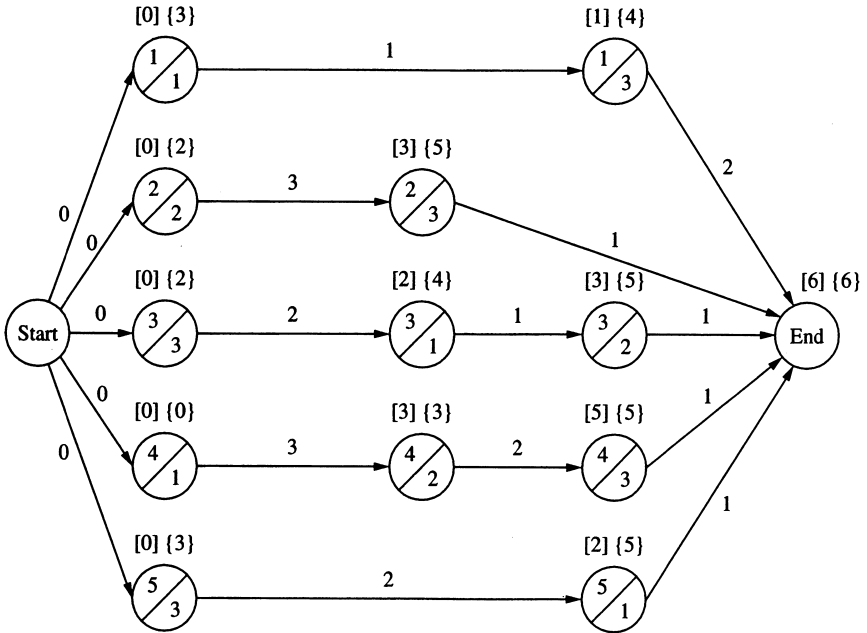 [0] {3} [1] {4}
1 1 1 1 3
[0] {2} [3] {5} 2
2 2 3 2 3
0 0 1
[0] {2} [2] {4} [3] {5} [6] {6}
Start 0 3 3 2 3 1 1 3 2 1 End
[0] {0} [3] {3} [5] {5}
0 4 1 3 4 2 2 4 3 1
0
[0] {3} [2] {5} 1
5 3 2 5 1